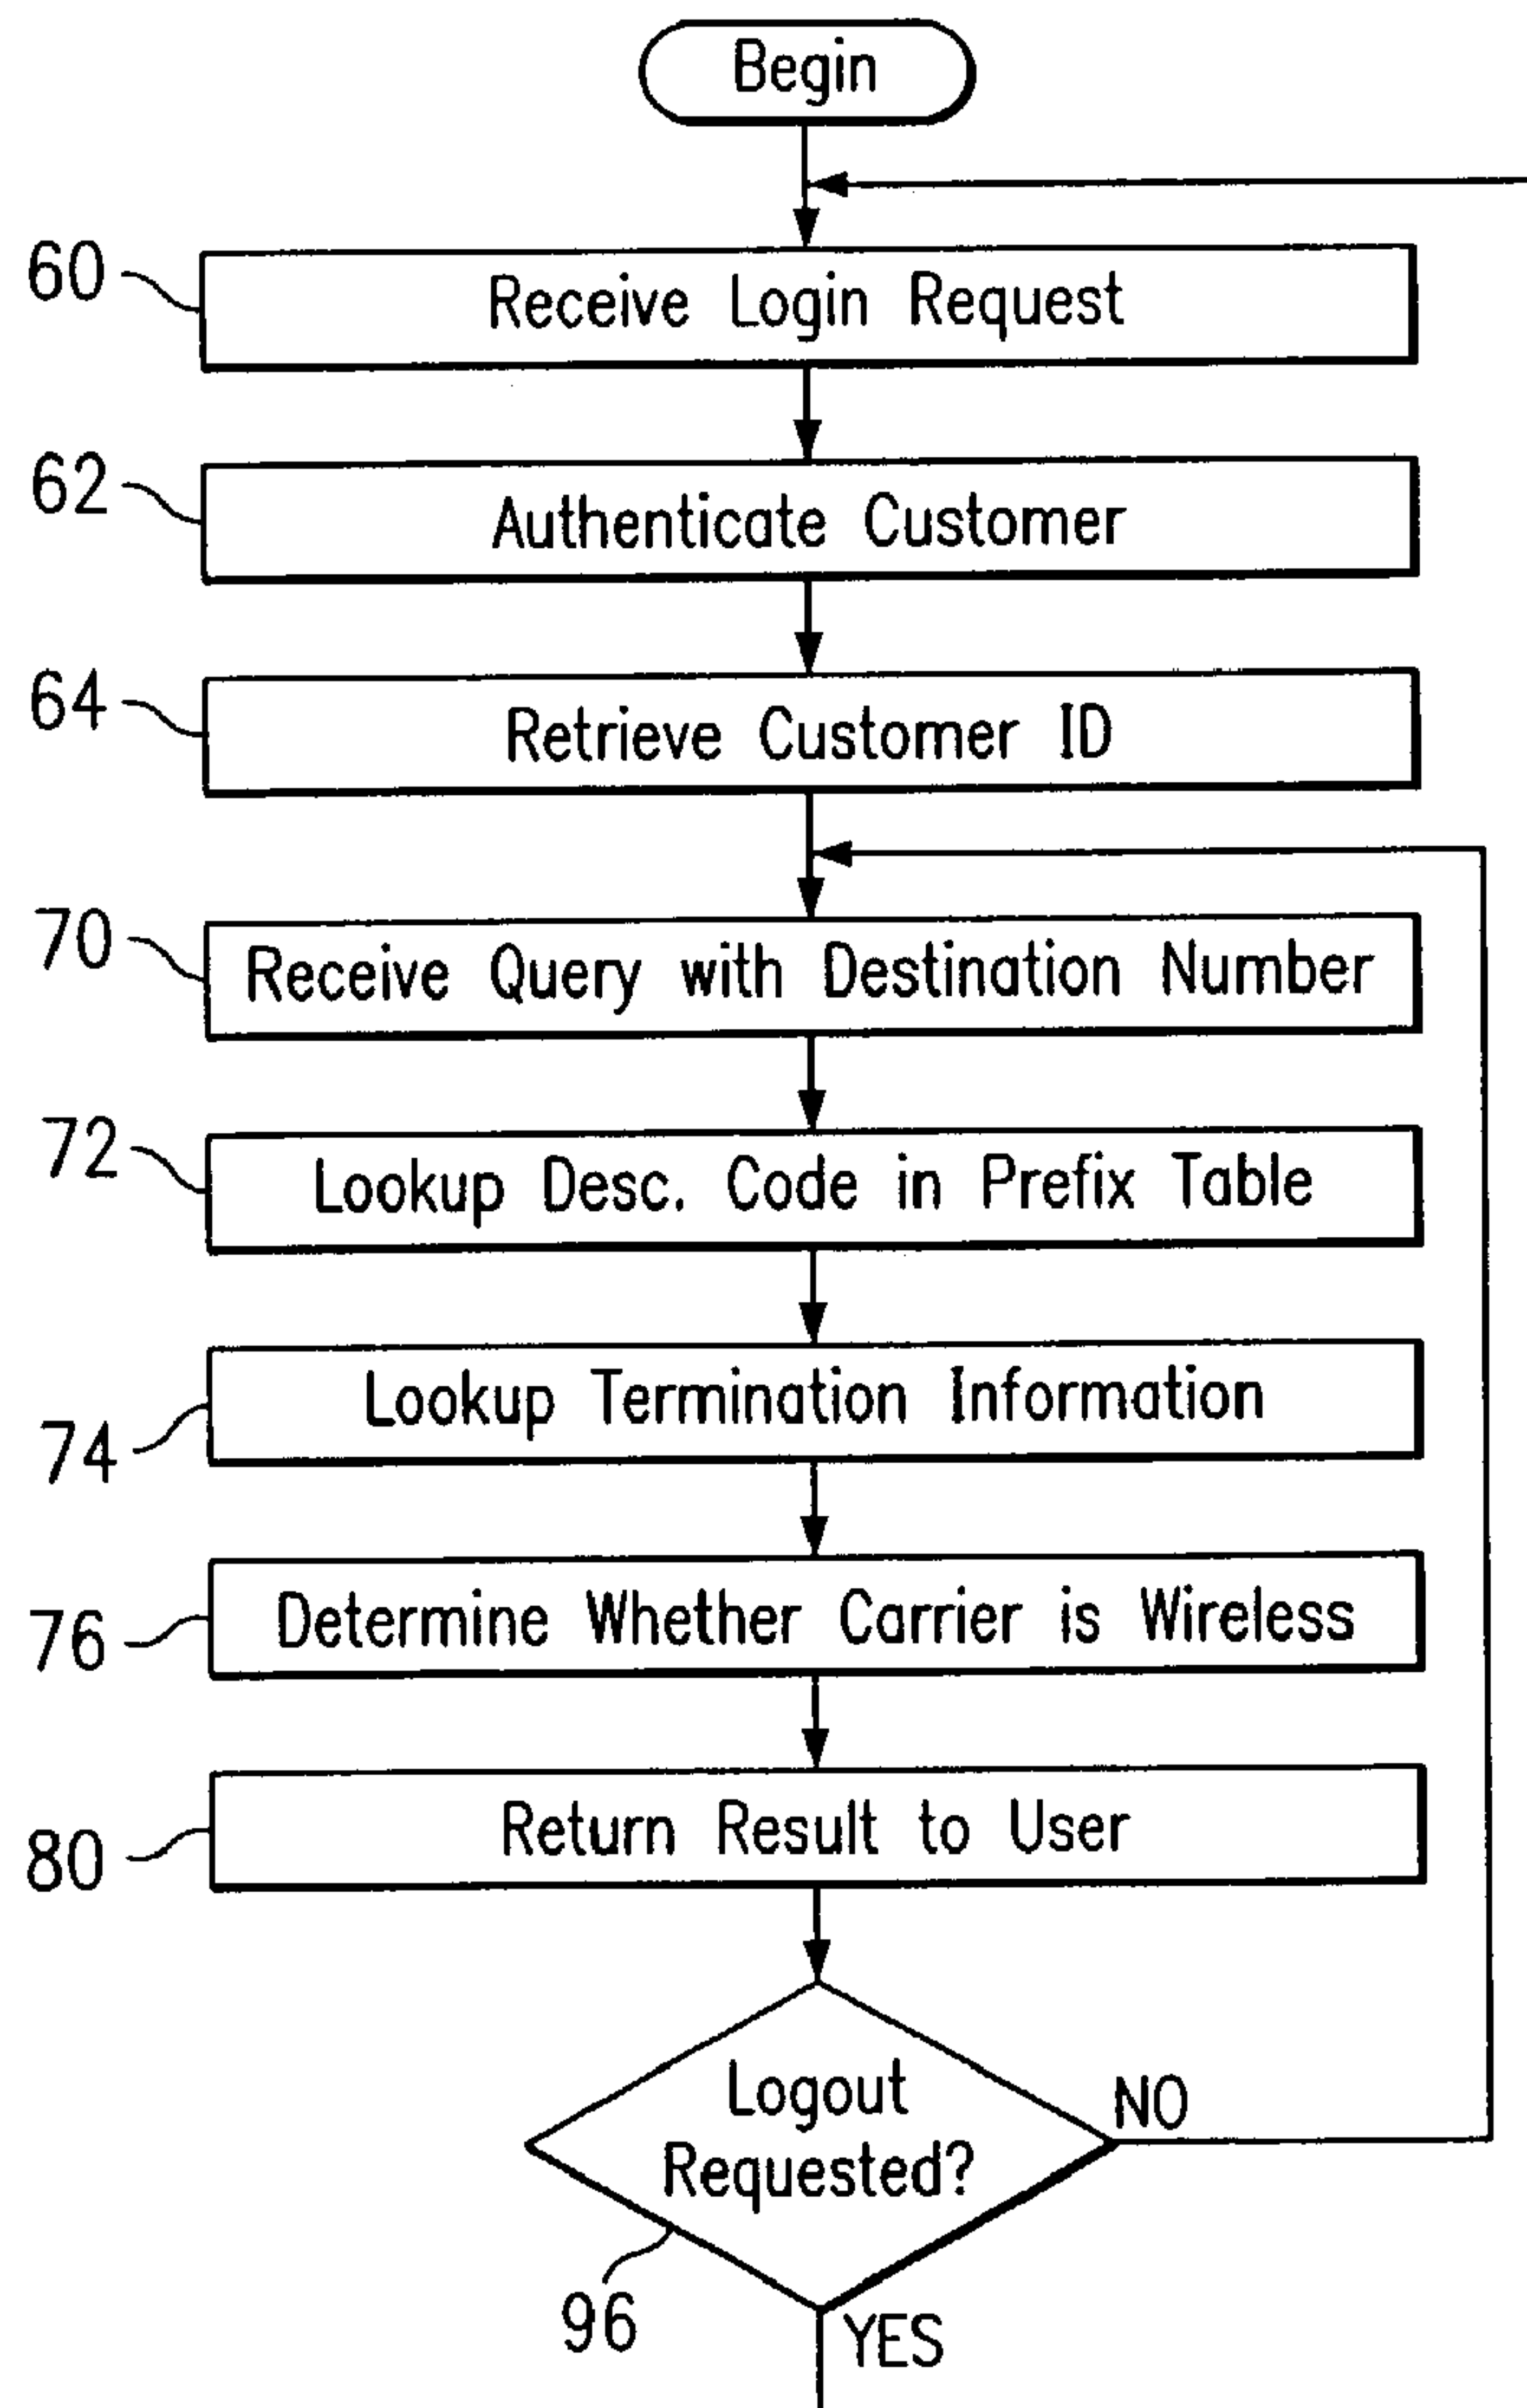 Begin
60
Receive Login Request
62
Authenticate Customer
64
Retrieve Customer ID
70
Receive Query with Destination Number
72
Lookup Desc. Code in Prefix Table
74
Lookup Termination Information
76
Determine Whether Carrier is Wireless
80
Return Result to User
Logout
Requested?
NO
96
YES